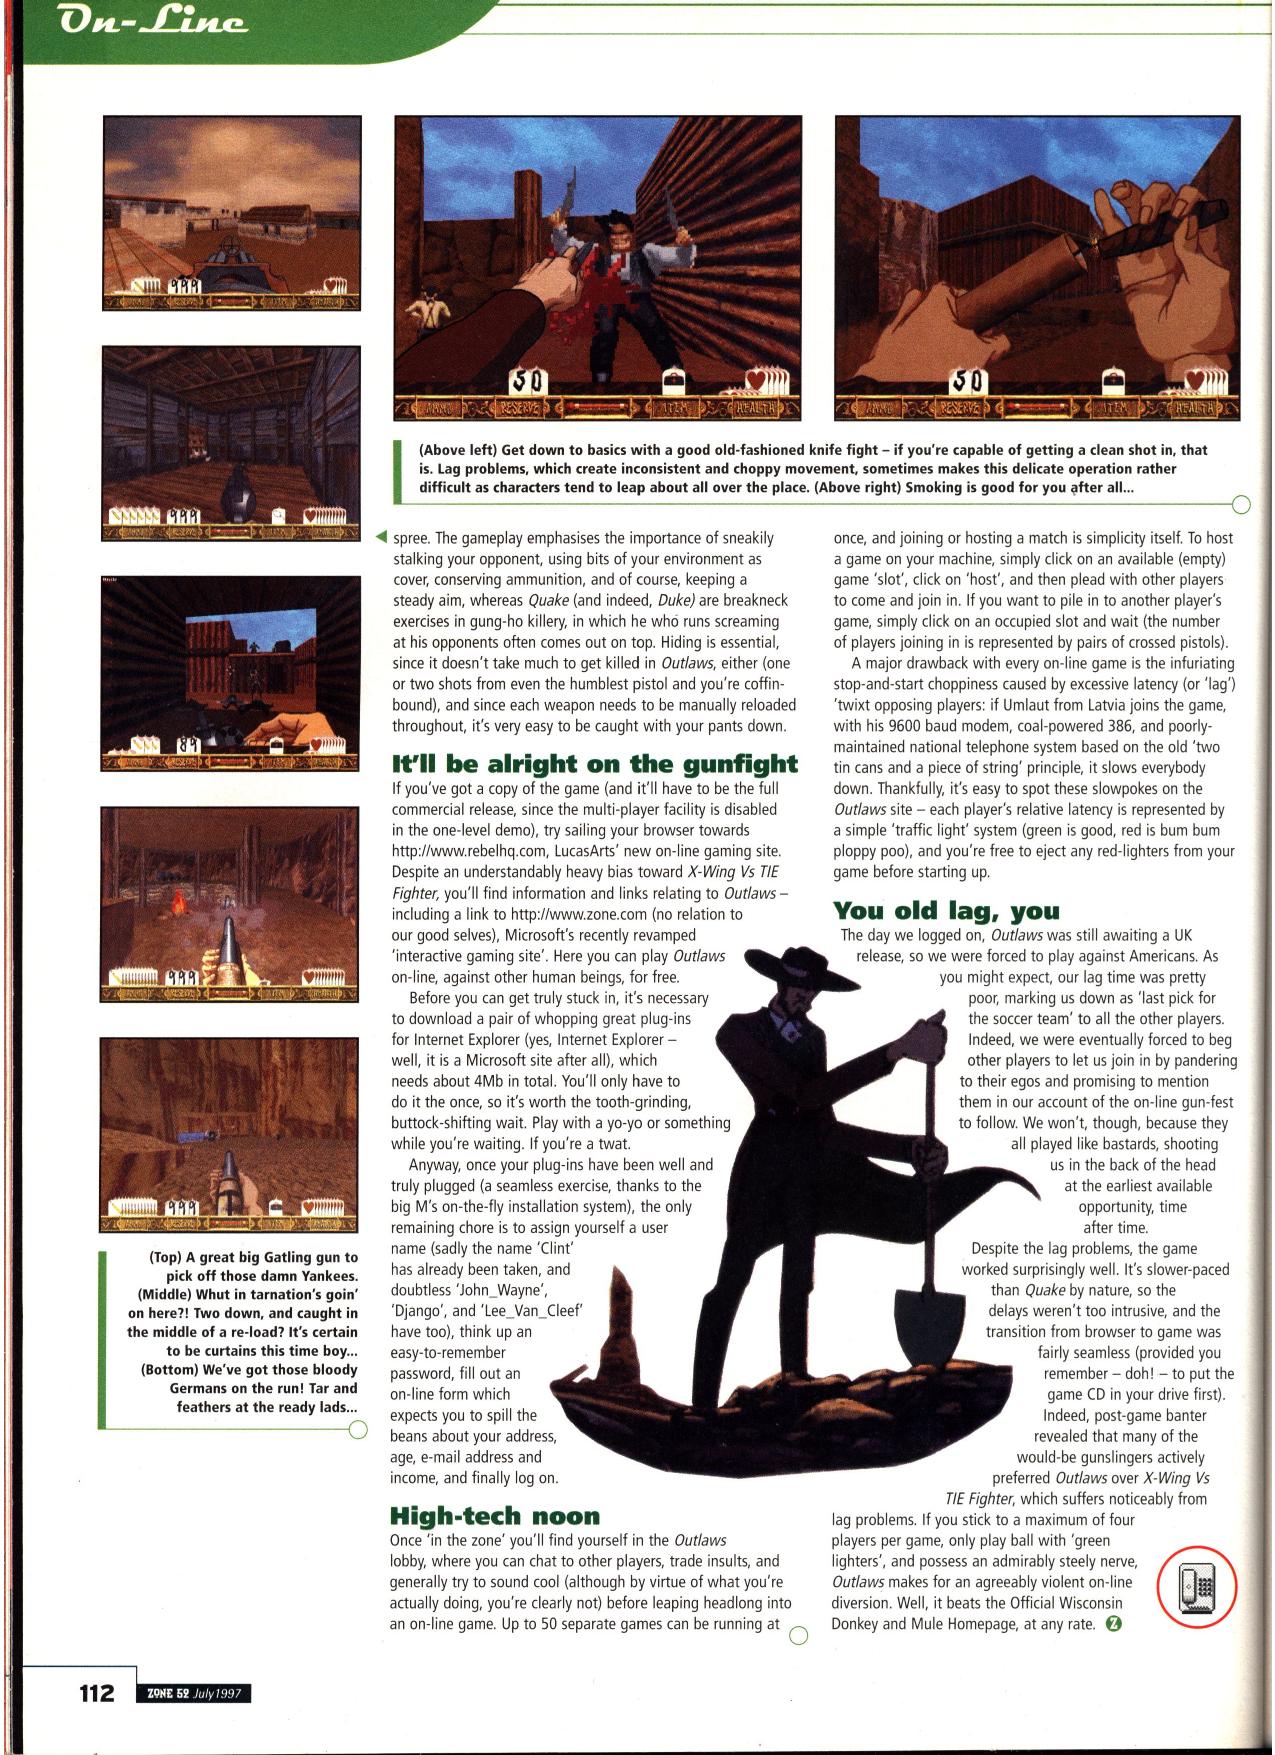 On-Line
999
999
89
999
999
50
AMMO RESERVE ITEM HEALTH
50
AMMO RESERVE ITEM HEALTH
(Above left) Get down to basics with a good old-fashioned knife fight – if you're capable of getting a clean shot in, that
is. Lag problems, which create inconsistent and choppy movement, sometimes makes this delicate operation rather
difficult as characters tend to leap about all over the place. (Above right) Smoking is good for you after all...
(Top) A great big Gatling gun to
pick off those damn Yankees.
(Middle) Whut in tarnation's goin'
on here?! Two down, and caught in
the middle of a re-load? It's certain
to be curtains this time boy...
(Bottom) We've got those bloody
Germans on the run! Tar and
feathers at the ready lads...
spree. The gameplay emphasises the importance of sneakily
stalking your opponent, using bits of your environment as
cover, conserving ammunition, and of course, keeping a
steady aim, whereas Quake (and indeed, Duke) are breakneck
exercises in gung-ho killery, in which he who runs screaming
at his opponents often comes out on top. Hiding is essential,
since it doesn't take much to get killed in Outlaws, either (one
or two shots from even the humblest pistol and you're coffin-
bound), and since each weapon needs to be manually reloaded
throughout, it's very easy to be caught with your pants down.
It'll be alright on the gunfight
If you've got a copy of the game (and it'll have to be the full
commercial release, since the multi-player facility is disabled
in the one-level demo), try sailing your browser towards
http://www.rebelhq.com, LucasArts' new on-line gaming site.
Despite an understandably heavy bias toward X-Wing Vs TIE
Fighter, you'll find information and links relating to Outlaws –
including a link to http://www.zone.com (no relation to
our good selves), Microsoft's recently revamped
'interactive gaming site'. Here you can play Outlaws
on-line, against other human beings, for free.
Before you can get truly stuck in, it's necessary
to download a pair of whopping great plug-ins
for Internet Explorer (yes, Internet Explorer –
well, it is a Microsoft site after all), which
needs about 4Mb in total. You'll only have to
do it the once, so it's worth the tooth-grinding,
buttock-shifting wait. Play with a yo-yo or something
while you're waiting. If you're a twat.
Anyway, once your plug-ins have been well and
truly plugged (a seamless exercise, thanks to the
big M's on-the-fly installation system), the only
remaining chore is to assign yourself a user
name (sadly the name 'Clint'
has already been taken, and
doubtless 'John_Wayne',
'Django', and 'Lee_Van_Cleef'
have too), think up an
easy-to-remember
password, fill out an
on-line form which
expects you to spill the
beans about your address,
age, e-mail address and
income, and finally log on.
High-tech noon
Once 'in the zone' you'll find yourself in the Outlaws
lobby, where you can chat to other players, trade insults, and
generally try to sound cool (although by virtue of what you're
actually doing, you're clearly not) before leaping headlong into
an on-line game. Up to 50 separate games can be running at
once, and joining or hosting a match is simplicity itself. To host
a game on your machine, simply click on an available (empty)
game 'slot', click on 'host', and then plead with other players
to come and join in. If you want to pile in to another player's
game, simply click on an occupied slot and wait (the number
of players joining in is represented by pairs of crossed pistols).
A major drawback with every on-line game is the infuriating
stop-and-start choppiness caused by excessive latency (or 'lag')
'twixt opposing players: if Umlaut from Latvia joins the game,
with his 9600 baud modem, coal-powered 386, and poorly-
maintained national telephone system based on the old 'two
tin cans and a piece of string' principle, it slows everybody
down. Thankfully, it's easy to spot these slowpokes on the
Outlaws site – each player's relative latency is represented by
a simple 'traffic light' system (green is good, red is bum bum
ploppy poo), and you're free to eject any red-lighters from your
game before starting up.
You old lag, you
The day we logged on, Outlaws was still awaiting a UK
release, so we were forced to play against Americans. As
you might expect, our lag time was pretty
poor, marking us down as 'last pick for
the soccer team' to all the other players.
Indeed, we were eventually forced to beg
other players to let us join in by pandering
to their egos and promising to mention
them in our account of the on-line gun-fest
to follow. We won't, though, because they
all played like bastards, shooting
us in the back of the head
at the earliest available
opportunity, time
after time.
Despite the lag problems, the game
worked surprisingly well. It's slower-paced
than Quake by nature, so the
delays weren't too intrusive, and the
transition from browser to game was
fairly seamless (provided you
remember – doh! – to put the
game CD in your drive first).
Indeed, post-game banter
revealed that many of the
would-be gunslingers actively
preferred Outlaws over X-Wing Vs
TIE Fighter, which suffers noticeably from
lag problems. If you stick to a maximum of four
players per game, only play ball with 'green
lighters', and possess an admirably steely nerve,
Outlaws makes for an agreeably violent on-line
diversion. Well, it beats the Official Wisconsin
Donkey and Mule Homepage, at any rate. Z
112 ZONE 52 July 1997